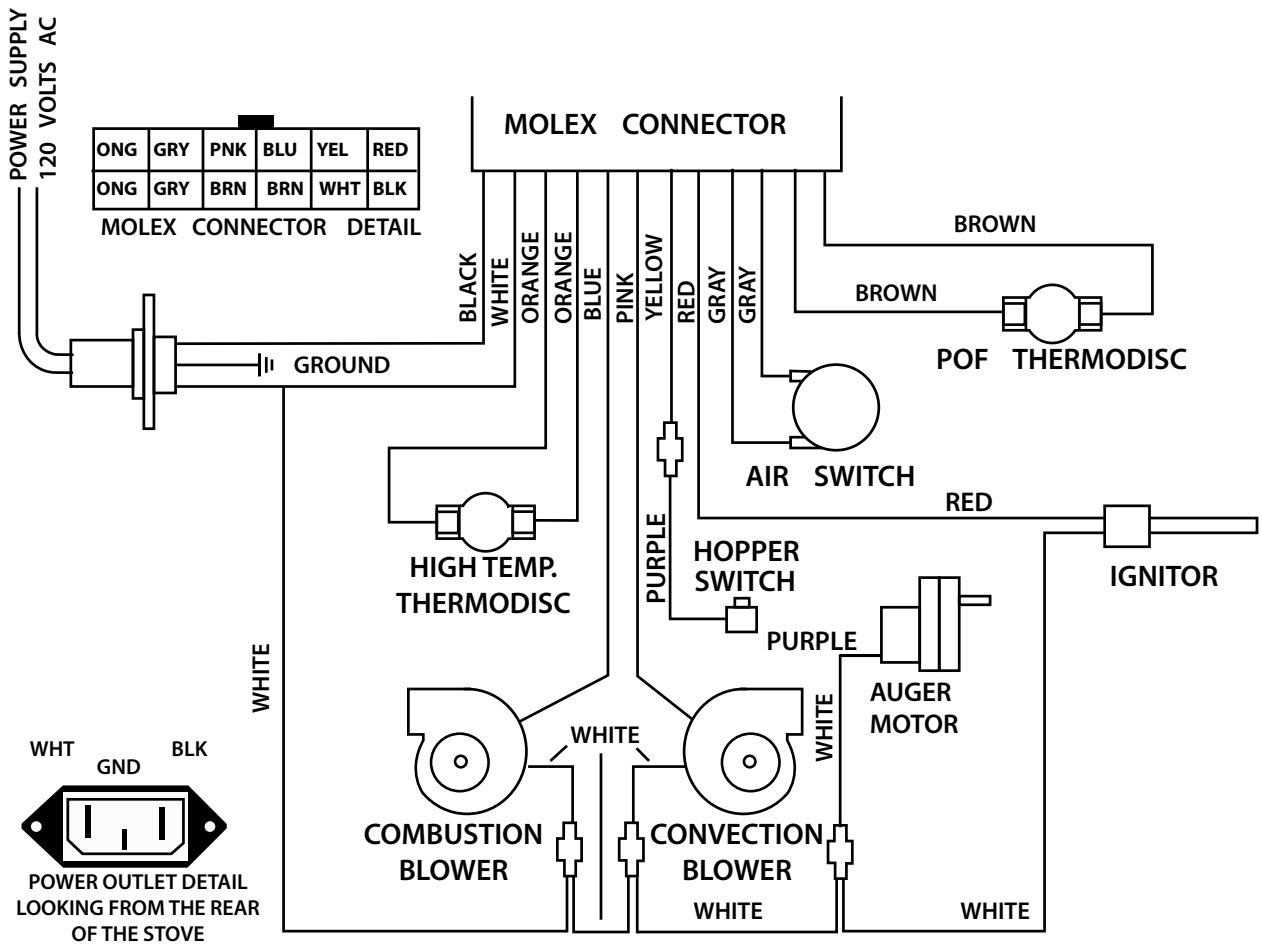 POWER SUPPLY
120 VOLTS AC
MOLEX CONNECTOR
ONG GRY PNK BLU YEL RED
ONG GRY BRN BRN WHT BLK
MOLEX CONNECTOR DETAIL
BLACK
WHITE
ORANGE
ORANGE
BLUE
PINK
YELLOW
RED
GRAY
GRAY
BROWN
BROWN
POF THERMODISC
GROUND
AIR SWITCH
RED
IGNITOR
HIGH TEMP.
THERMODISC
PURPLE
HOPPER
SWITCH
PURPLE
AUGER
MOTOR
WHITE
WHITE
WHITE
COMBUSTION
BLOWER
CONVECTION
BLOWER
WHITE
WHITE
WHT
GND
BLK
POWER OUTLET DETAIL
LOOKING FROM THE REAR
OF THE STOVE